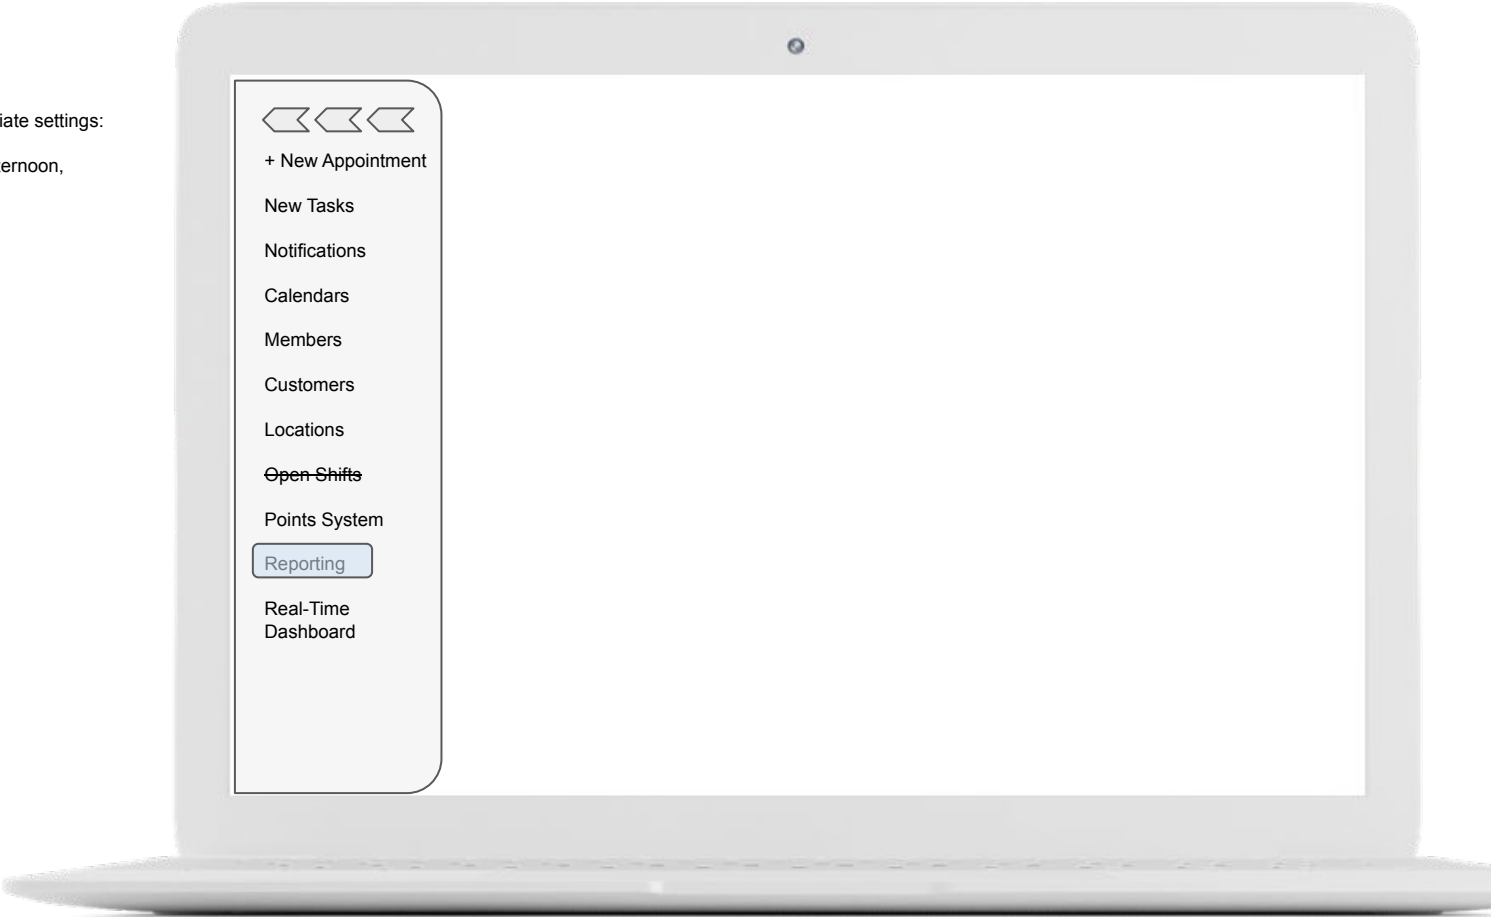 iate settings:
ternoon,
+ New Appointment
New Tasks
Notifications
Calendars
Members
Customers
Locations
Open Shifts
Points System
Reporting
Real-Time
Dashboard